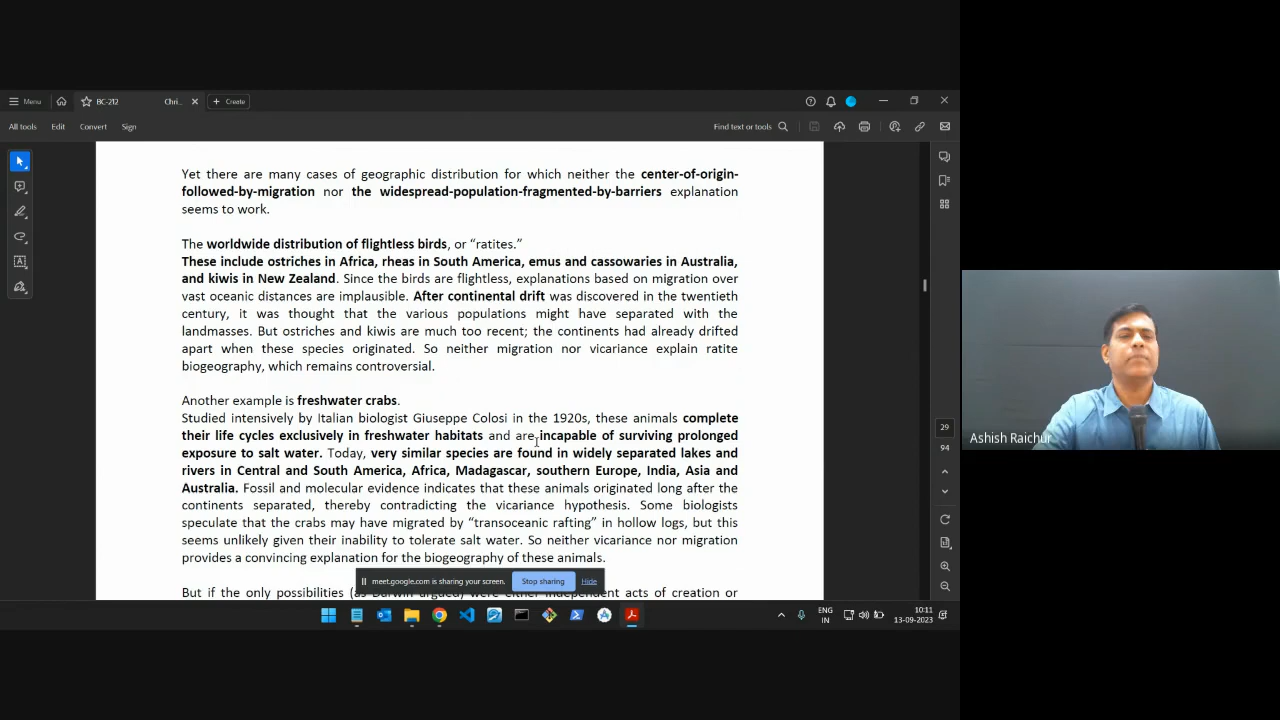 Menu
BC-212
Chri...
Create
All tools
Edit
Convert
Sign
Find text or tools
Yet there are many cases of geographic distribution for which neither the center-of-origin-
followed-by-migration nor the widespread-population-fragmented-by-barriers explanation
seems to work.
The worldwide distribution of flightless birds, or “ratites.”
These include ostriches in Africa, rheas in South America, emus and cassowaries in Australia,
and kiwis in New Zealand. Since the birds are flightless, explanations based on migration over
vast oceanic distances are implausible. After continental drift was discovered in the twentieth
century, it was thought that the various populations might have separated with the
landmasses. But ostriches and kiwis are much too recent; the continents had already drifted
apart when these species originated. So neither migration nor vicariance explain ratite
biogeography, which remains controversial.
Another example is freshwater crabs.
Studied intensively by Italian biologist Giuseppe Colosi in the 1920s, these animals complete
their life cycles exclusively in freshwater habitats and are incapable of surviving prolonged
exposure to salt water. Today, very similar species are found in widely separated lakes and
rivers in Central and South America, Africa, Madagascar, southern Europe, India, Asia and
Australia. Fossil and molecular evidence indicates that these animals originated long after the
continents separated, thereby contradicting the vicariance hypothesis. Some biologists
speculate that the crabs may have migrated by “transoceanic rafting” in hollow logs, but this
seems unlikely given their inability to tolerate salt water. So neither vicariance nor migration
provides a convincing explanation for the biogeography of these animals.
But if the only possibilities (as Darwin argued) were either independent acts of creation or
meet.google.com is sharing your screen.
Stop sharing
Hide
29
94
Ashish Raichur
ENG
IN
10:11
13-09-2023